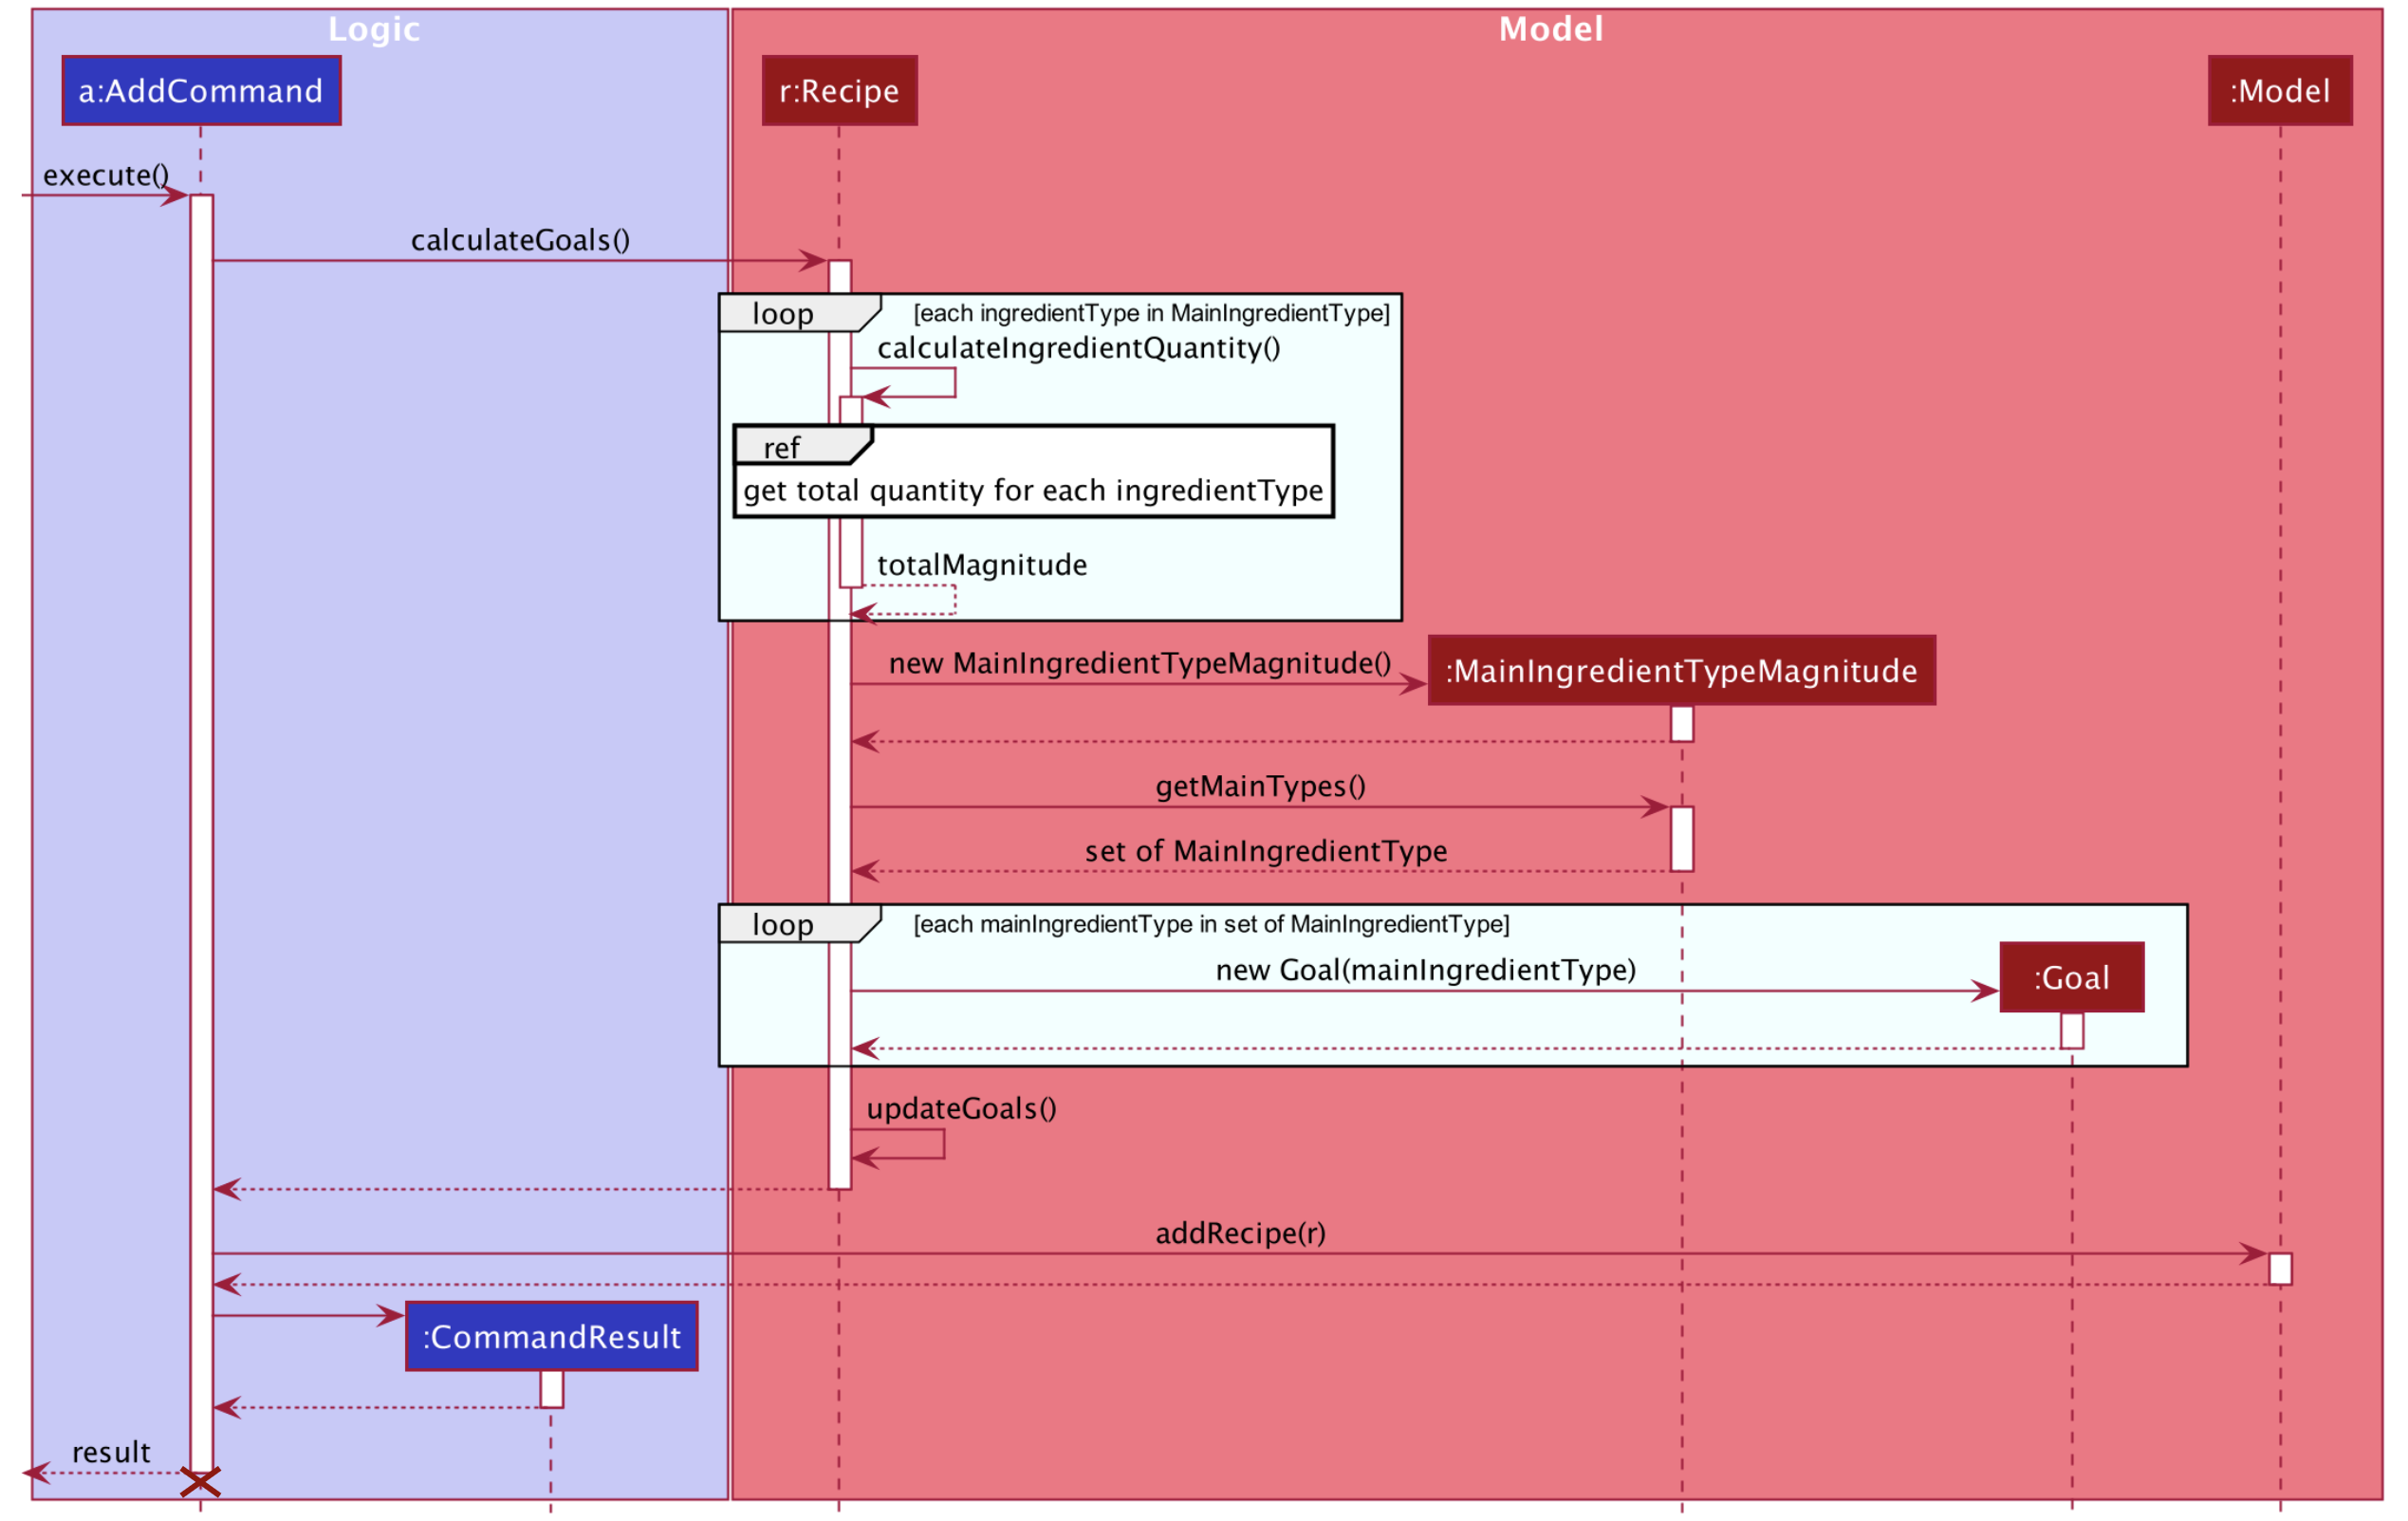 Logic
Model
a:AddCommand
r:Recipe
:Model
execute()
calculateGoals()
loop
[each ingredientType in MainIngredientType]
calculateIngredientQuantity()
ref
get total quantity for each ingredientType
totalMagnitude
new MainIngredientTypeMagnitude()
:MainIngredientTypeMagnitude
getMainTypes()
set of MainIngredientType
loop
[each mainIngredientType in set of MainIngredientType]
new Goal(mainIngredientType)
:Goal
updateGoals()
addRecipe(r)
:CommandResult
result